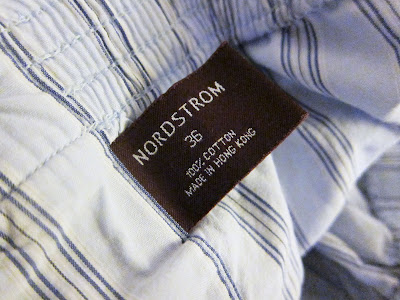 NORDSTROM
36
100% COTTON
MADE IN HONG KONG